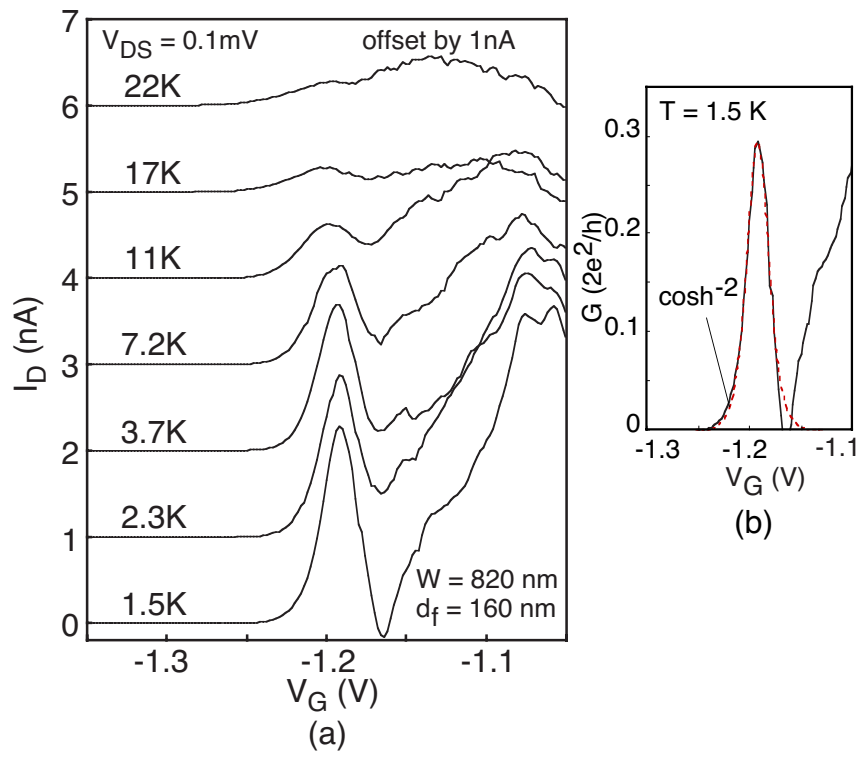 7
V_DS = 0.1mV offset by 1nA
22K
6
17K
5
11K
4
7.2K
3
3.7K
2
2.3K
1
1.5K
0
W = 820 nm
d_f = 160 nm
I_D (nA)
-1.3 -1.2 -1.1
V_G (V)
(a)
T = 1.5 K
0.3
0.2
cosh^-2
0.1
0
G (2e^2/h)
-1.3 -1.2 -1.1
V_G (V)
(b)